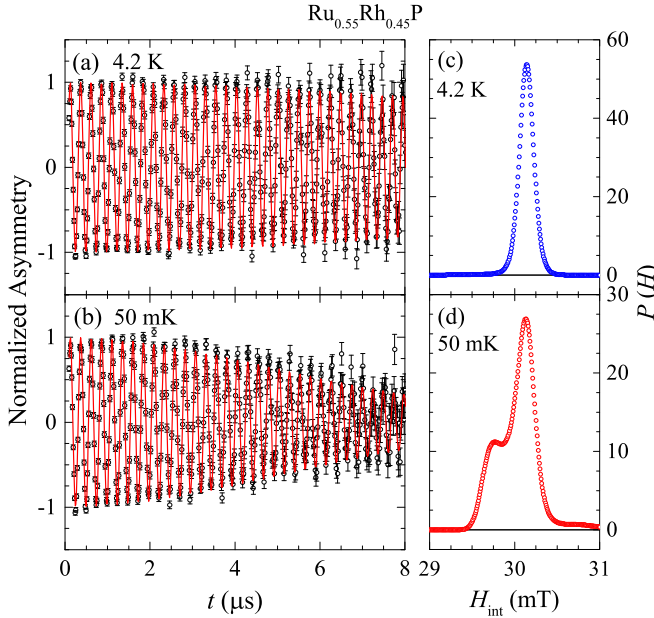 Ru0.55Rh0.45P
(a) 4.2 K
1
0
-1
(b) 50 mK
1
0
-1
Normalized Asymmetry
0 2 4 6 8
t (μs)
(c)
4.2 K
60
40
20
0
(d)
50 mK
30
20
10
0
P (H)
29 30 31
Hint (mT)